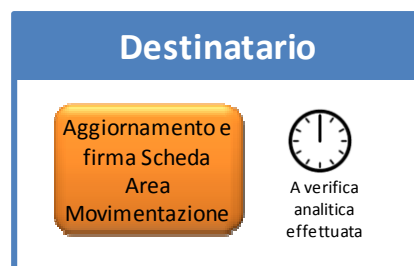 Destinatario
Aggiornamento e
firma Scheda
Area
Movimentazione
A verifica
analitica
effettuata